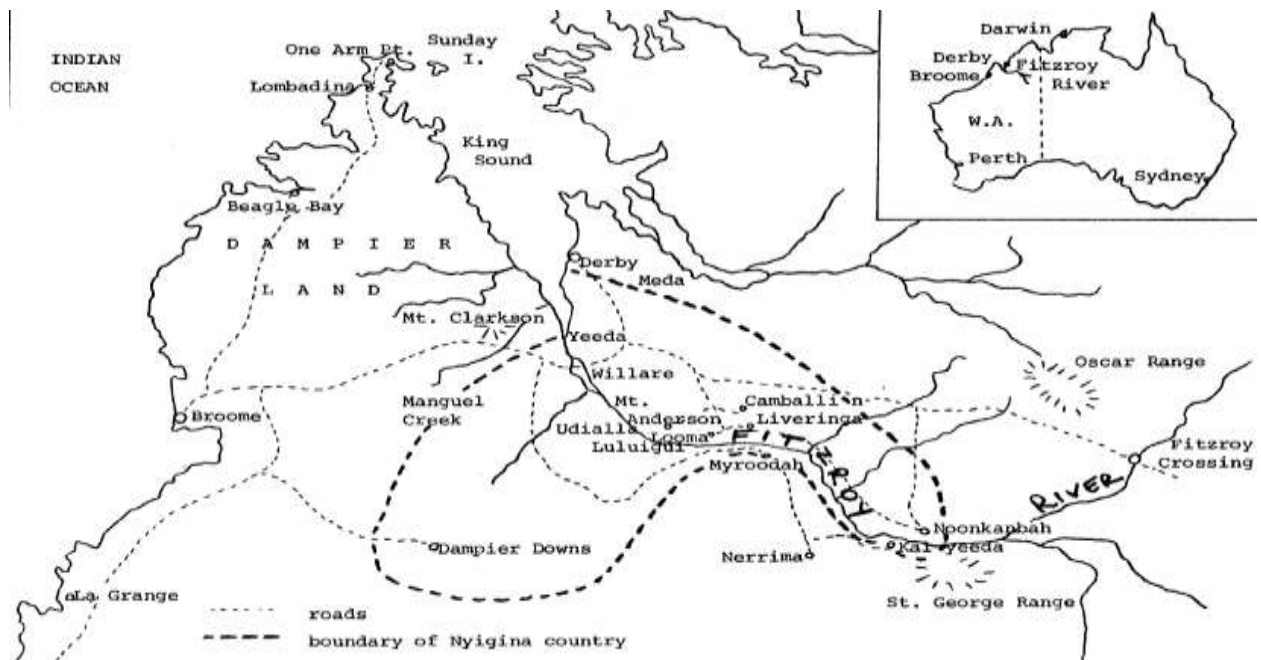 INDIAN
OCEAN
One Arm Pt.
Sunday
I.
Lombadina
King
Sound
Beagle Bay
D A M P I E R
L A N D
Derby
Meda
Mt. Clarkson
Yeeda
Willare
Manguel
Creek
Broome
Mt.
Anderson
Udialla
Looma
Luluigui
Camballin
Liveringa
Myroodah
FITZROY
RIVER
Oscar Range
Fitzroy
Crossing
Noonkanbah
Kalyeeda
Nerrima
St. George Range
Dampier Downs
La Grange
roads
boundary of Nyigina country
Darwin
Derby
Broome
Fitzroy
River
W.A.
Perth
Sydney